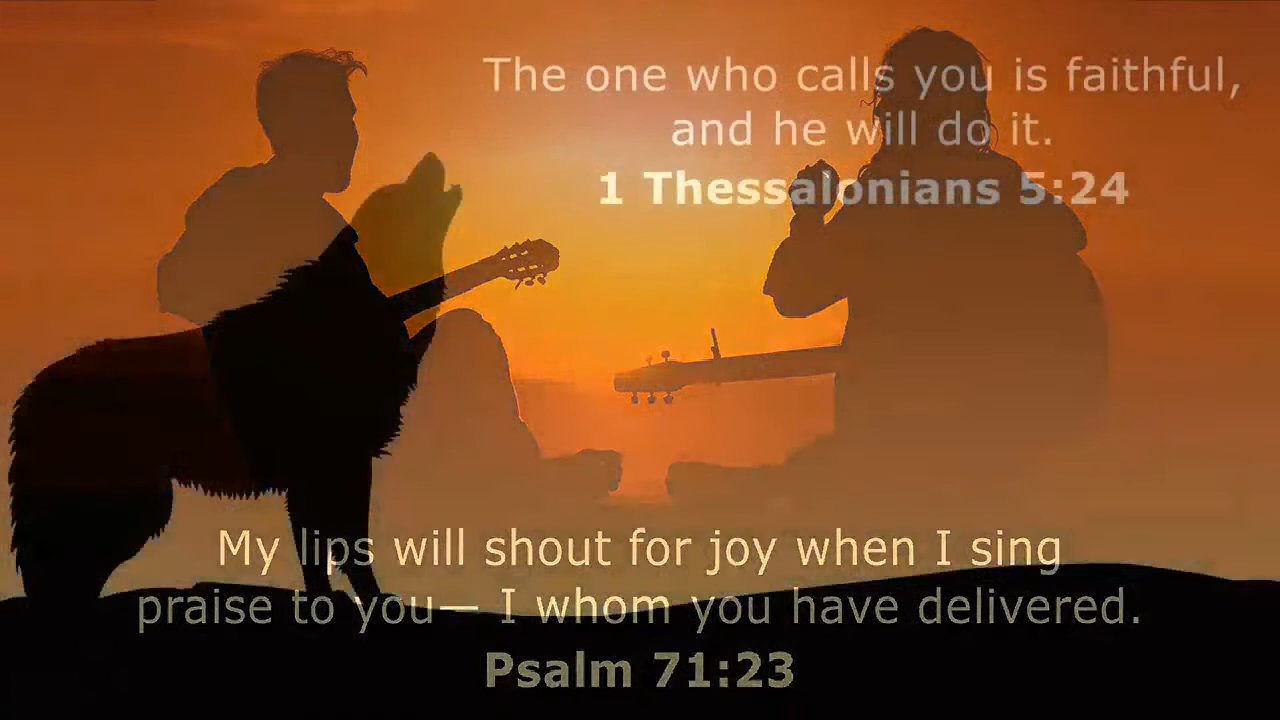 The one who calls you is faithful,
and he will do it.
1 Thessalonians 5:24
My lips will shout for joy when I sing
praise to you— I whom you have delivered.
Psalm 71:23